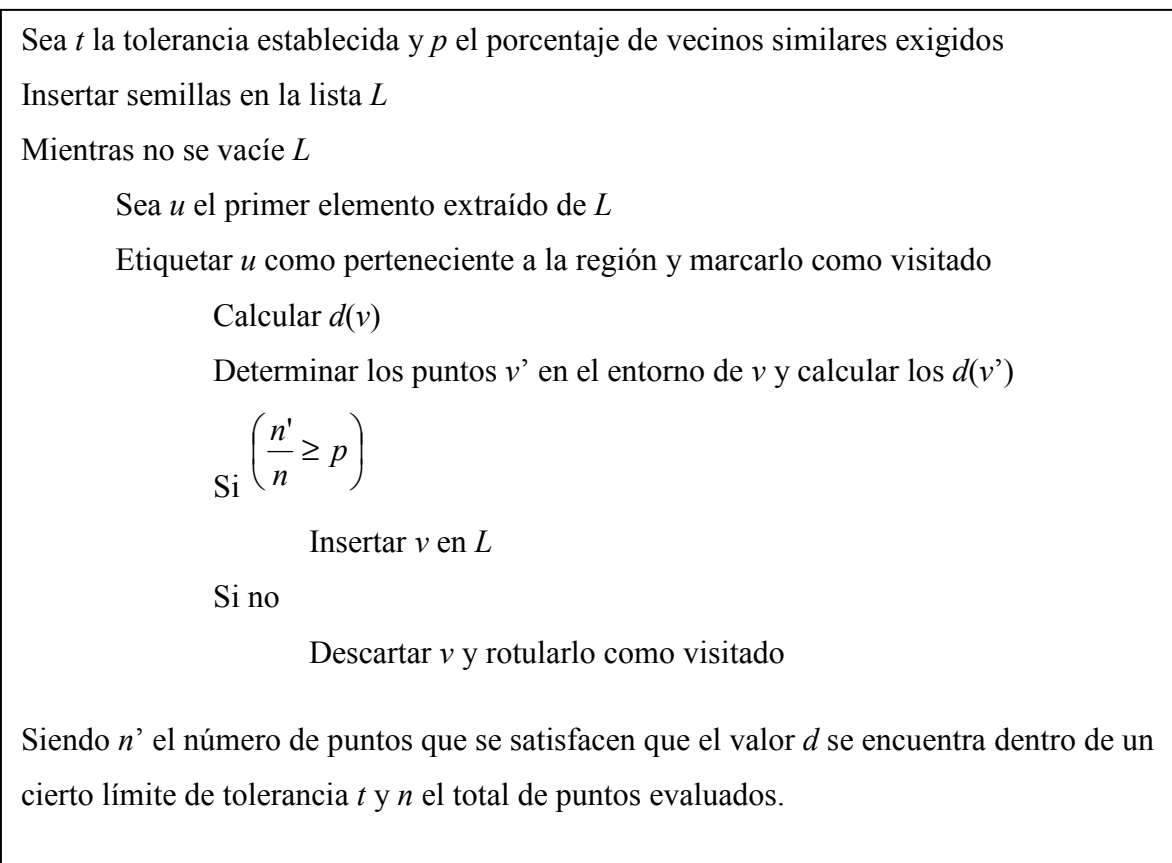 Sea t la tolerancia establecida y p el porcentaje de vecinos similares exigidos
Insertar semillas en la lista L
Mientras no se vacíe L
Sea u el primer elemento extraído de L
Etiquetar u como perteneciente a la región y marcarlo como visitado
Calcular d(v)
Determinar los puntos v’ en el entorno de v y calcular los d(v’)
Si (n'/n ≥ p)
Insertar v en L
Si no
Descartar v y rotularlo como visitado
Siendo n’ el número de puntos que se satisfacen que el valor d se encuentra dentro de un
cierto límite de tolerancia t y n el total de puntos evaluados.